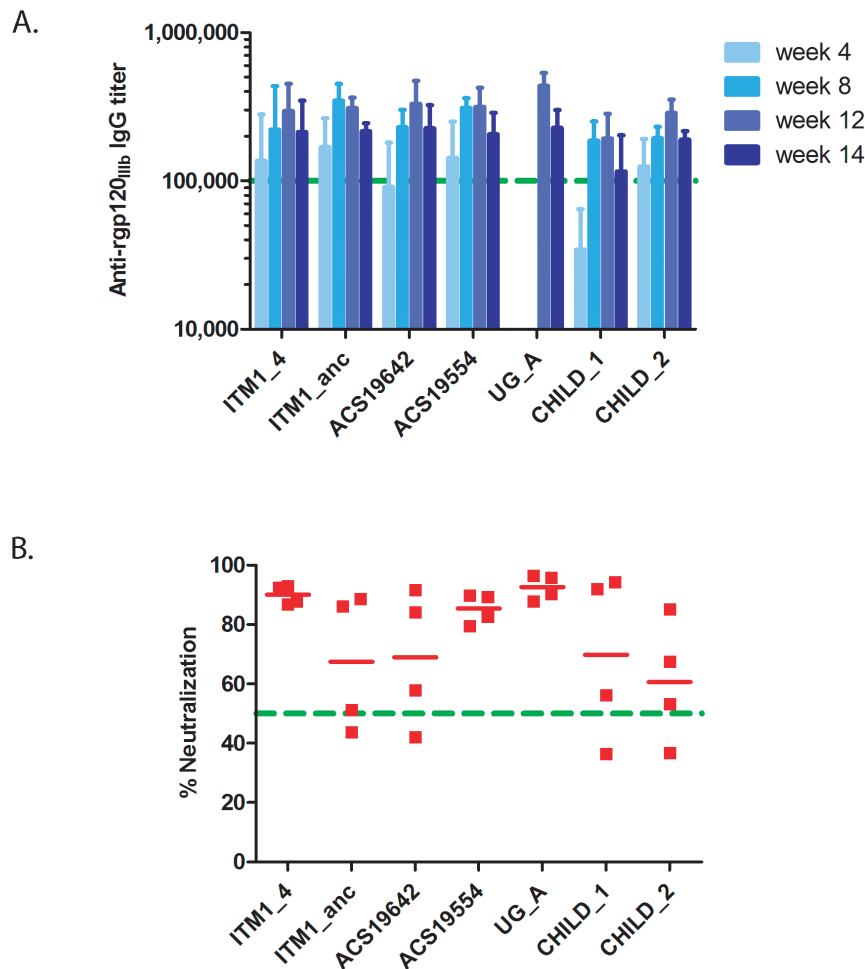 A.
Anti-rgp120IIIb IgG titer
1,000,000
100,000
10,000
week 4
week 8
week 12
week 14
ITM1_4
ITM1_anc
ACS19642
ACS19554
UG_A
CHILD_1
CHILD_2
B.
% Neutralization
100
80
60
40
20
0
ITM1_4
ITM1_anc
ACS19642
ACS19554
UG_A
CHILD_1
CHILD_2